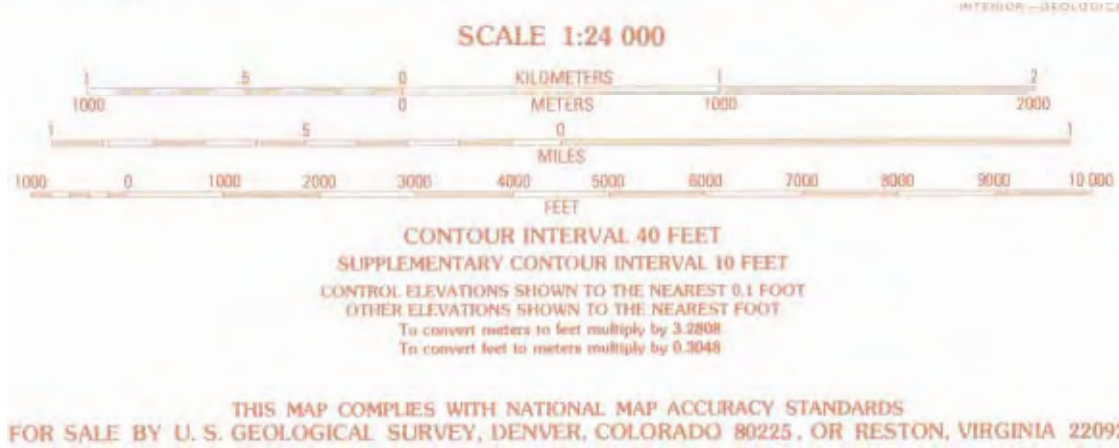 INTERIOR—GEOLOGICA
SCALE 1:24 000
1 .5 0 KILOMETERS 1 2
1000 0 METERS 1000 2000
1 .5 0 1
MILES
1000 0 1000 2000 3000 4000 5000 6000 7000 8000 9000 10 000
FEET
CONTOUR INTERVAL 40 FEET
SUPPLEMENTARY CONTOUR INTERVAL 10 FEET
CONTROL ELEVATIONS SHOWN TO THE NEAREST 0.1 FOOT
OTHER ELEVATIONS SHOWN TO THE NEAREST FOOT
To convert meters to feet multiply by 3.2808
To convert feet to meters multiply by 0.3048
THIS MAP COMPLIES WITH NATIONAL MAP ACCURACY STANDARDS
FOR SALE BY U. S. GEOLOGICAL SURVEY, DENVER, COLORADO 80225, OR RESTON, VIRGINIA 2209